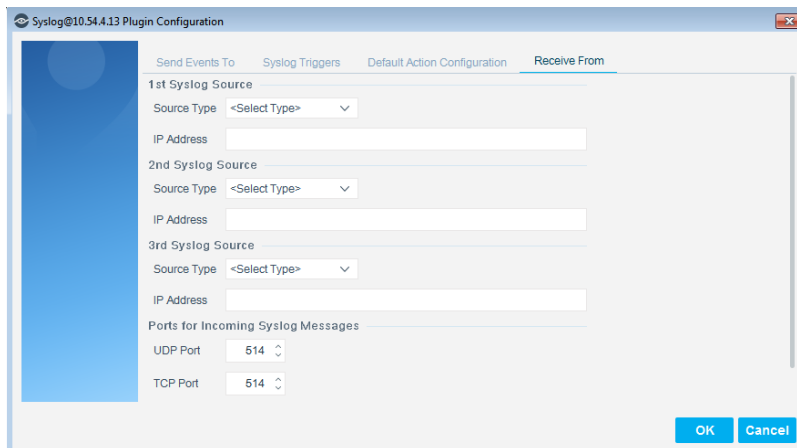 Syslog@10.54.4.13 Plugin Configuration
Send Events To Syslog Triggers Default Action Configuration Receive From
1st Syslog Source
Source Type <Select Type>
IP Address
2nd Syslog Source
Source Type <Select Type>
IP Address
3rd Syslog Source
Source Type <Select Type>
IP Address
Ports for Incoming Syslog Messages
UDP Port 514
TCP Port 514
OK Cancel